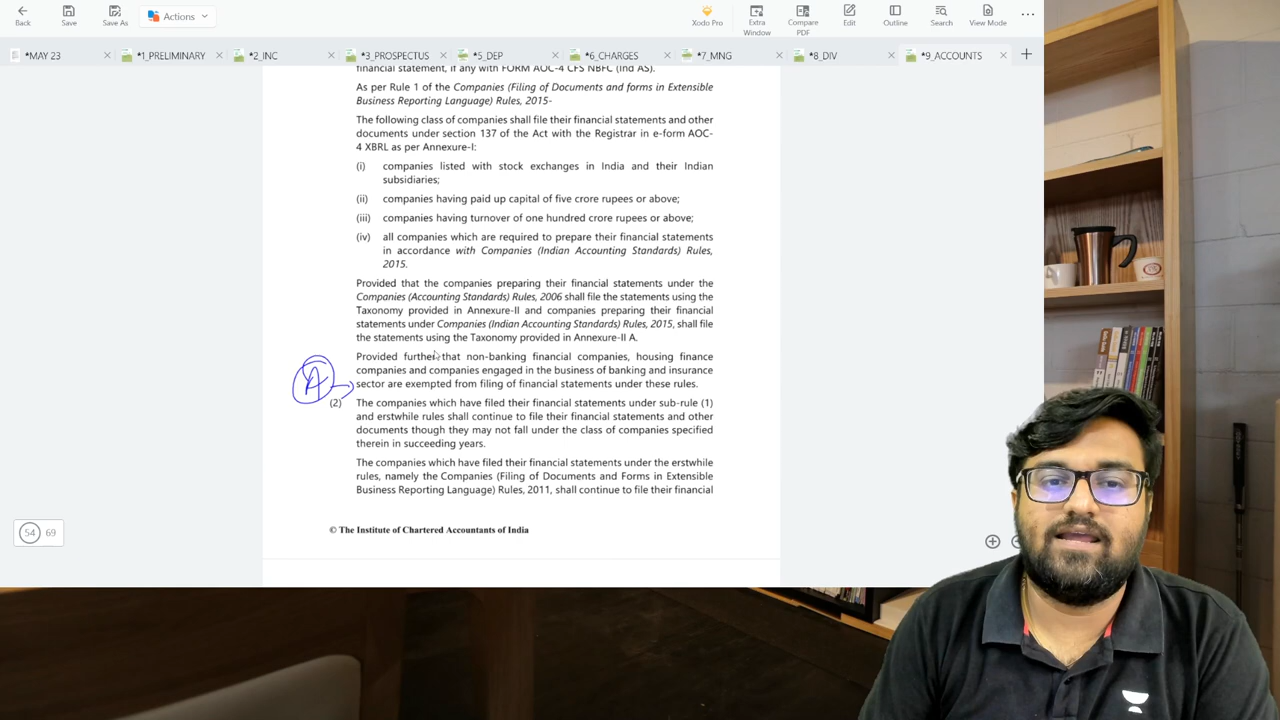 Back
Save
Save As
Actions
Xodo Pro
Extra
Window
Compare
PDF
Edit
Outline
Search
View Mode
*MAY 23
*1_PRELIMINARY
*2_INC
*3_PROSPECTUS
*5_DEP
*6_CHARGES
*7_MNG
*8_DIV
*9_ACCOUNTS
financial statement, if any with FORM AOC-4 CFS NBFC (Ind AS).
As per Rule 1 of the Companies (Filing of Documents and forms in Extensible
Business Reporting Language) Rules, 2015-
The following class of companies shall file their financial statements and other
documents under section 137 of the Act with the Registrar in e-form AOC-
4 XBRL as per Annexure-I:
(i) companies listed with stock exchanges in India and their Indian
subsidiaries;
(ii) companies having paid up capital of five crore rupees or above;
(iii) companies having turnover of one hundred crore rupees or above;
(iv) all companies which are required to prepare their financial statements
in accordance with Companies (Indian Accounting Standards) Rules,
2015.
Provided that the companies preparing their financial statements under the
Companies (Accounting Standards) Rules, 2006 shall file the statements using the
Taxonomy provided in Annexure-II and companies preparing their financial
statements under Companies (Indian Accounting Standards) Rules, 2015, shall file
the statements using the Taxonomy provided in Annexure-II A.
Provided further that non-banking financial companies, housing finance
companies and companies engaged in the business of banking and insurance
sector are exempted from filing of financial statements under these rules.
(2) The companies which have filed their financial statements under sub-rule (1)
and erstwhile rules shall continue to file their financial statements and other
documents though they may not fall under the class of companies specified
therein in succeeding years.
The companies which have filed their financial statements under the erstwhile
rules, namely the Companies (Filing of Documents and Forms in Extensible
Business Reporting Language) Rules, 2011, shall continue to file their financial
© The Institute of Chartered Accountants of India
54 69